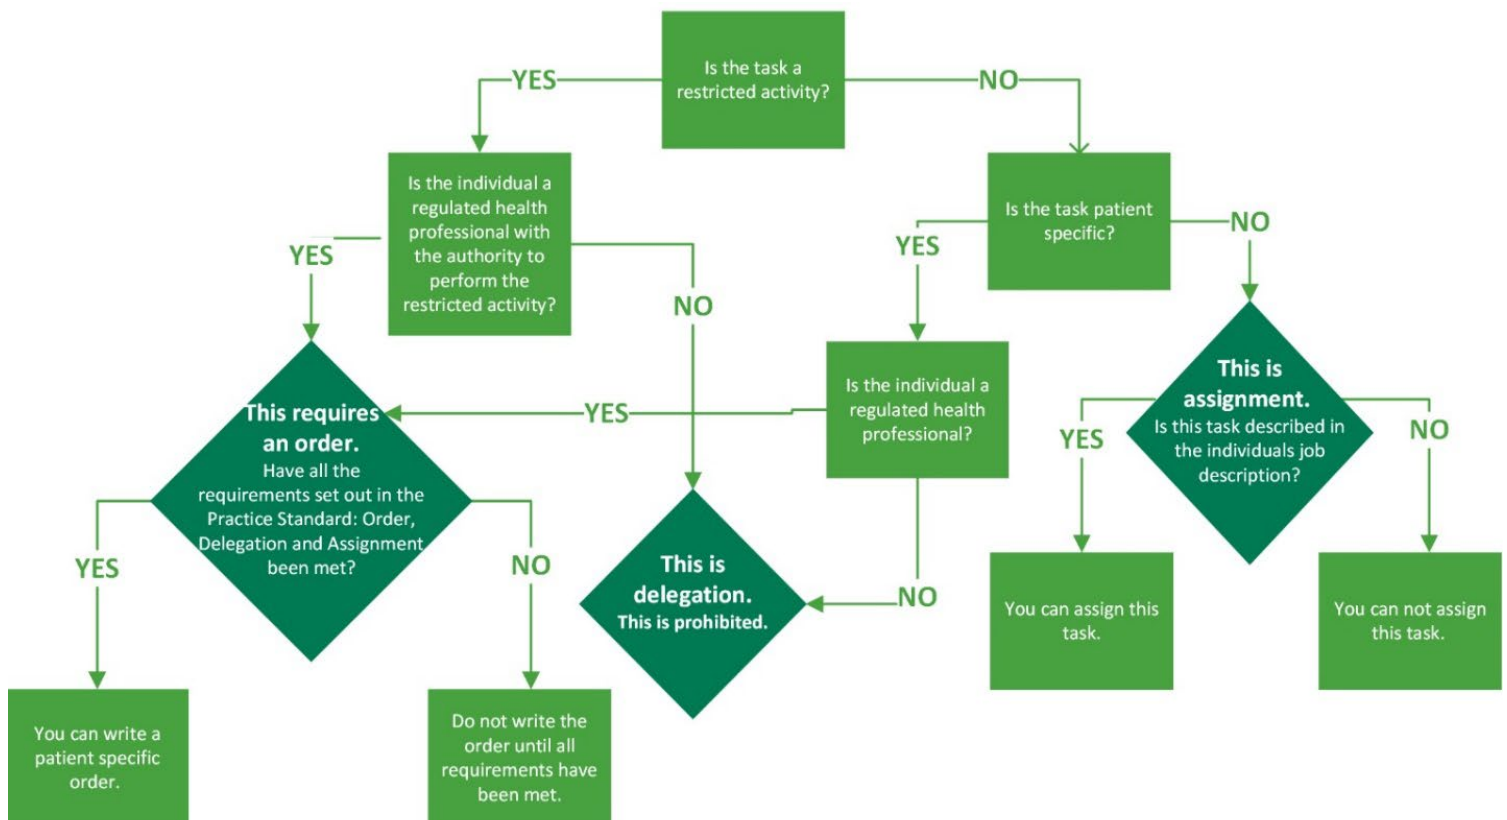 Is the task a
restricted activity?
YES
NO
Is the individual a
regulated health
professional with
the authority to
perform the
restricted activity?
Is the task patient
specific?
YES
NO
YES
NO
This requires
an order.
Have all the
requirements set out in the
Practice Standard: Order,
Delegation and Assignment
been met?
YES
Is the individual a
regulated health
professional?
This is
assignment.
Is this task described in
the individuals job
description?
YES
NO
YES
NO
This is
delegation.
This is prohibited.
NO
You can assign this
task.
You can not assign
this task.
You can write a
patient specific
order.
Do not write the
order until all
requirements have
been met.